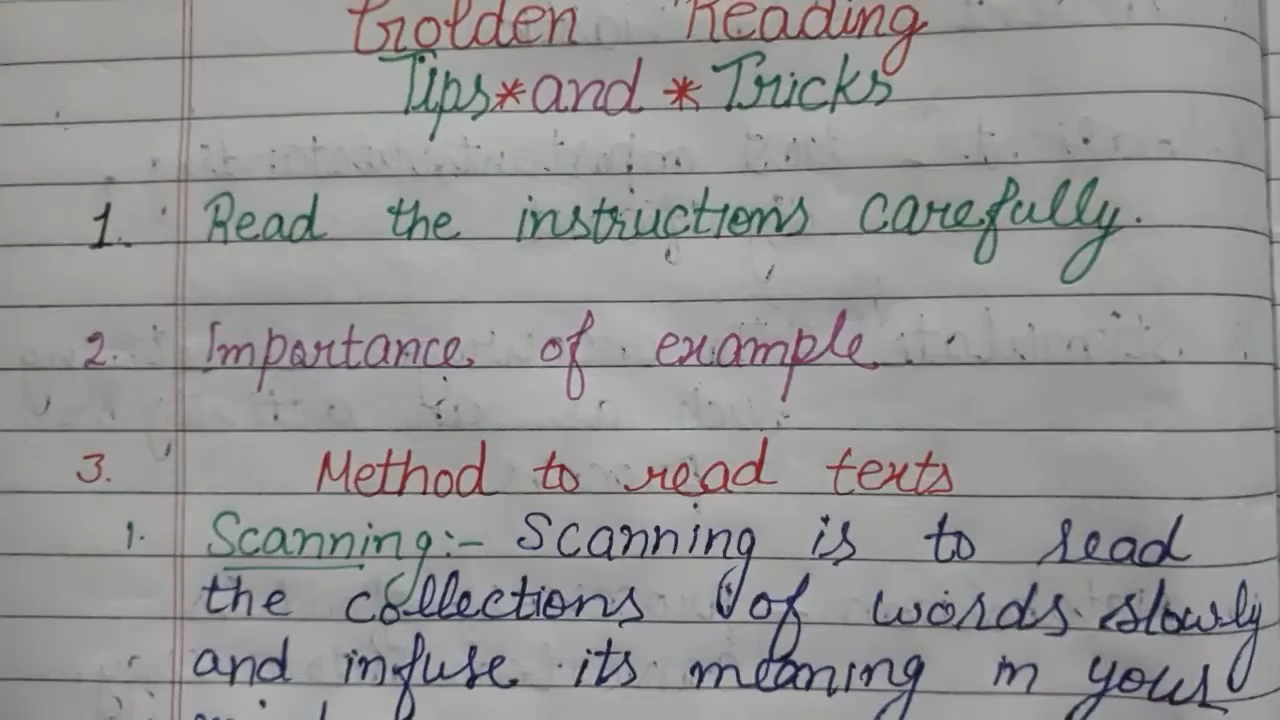 Golden Reading
Tips * and * Tricks
1. Read the instructions carefully.
2. Importance of example
3. Method to read texts
1. Scanning:- Scanning is to read
the collections of words slowly
and infuse its meaning in your